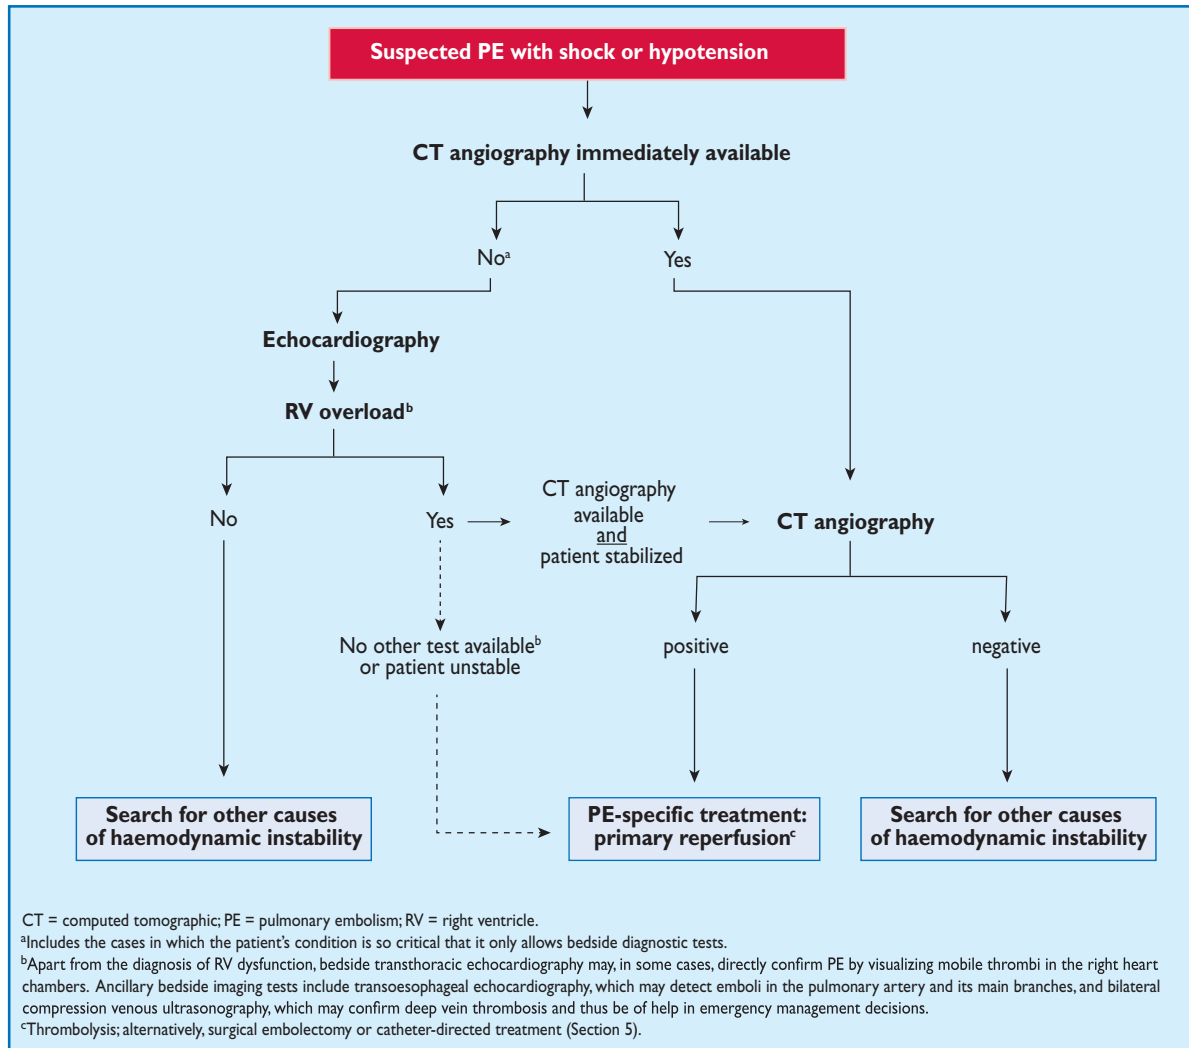 Suspected PE with shock or hypotension
CT angiography immediately available
Noᵃ
Yes
Echocardiography
RV overloadᵇ
No
Yes
CT angiography
available
and
patient stabilized
CT angiography
No other test availableᵇ
or patient unstable
positive
negative
Search for other causes
of haemodynamic instability
PE-specific treatment:
primary reperfusionᶜ
Search for other causes
of haemodynamic instability
CT = computed tomographic; PE = pulmonary embolism; RV = right ventricle.
ᵃIncludes the cases in which the patient's condition is so critical that it only allows bedside diagnostic tests.
ᵇApart from the diagnosis of RV dysfunction, bedside transthoracic echocardiography may, in some cases, directly confirm PE by visualizing mobile thrombi in the right heart
chambers. Ancillary bedside imaging tests include transoesophageal echocardiography, which may detect emboli in the pulmonary artery and its main branches, and bilateral
compression venous ultrasonography, which may confirm deep vein thrombosis and thus be of help in emergency management decisions.
ᶜThrombolysis; alternatively, surgical embolectomy or catheter-directed treatment (Section 5).